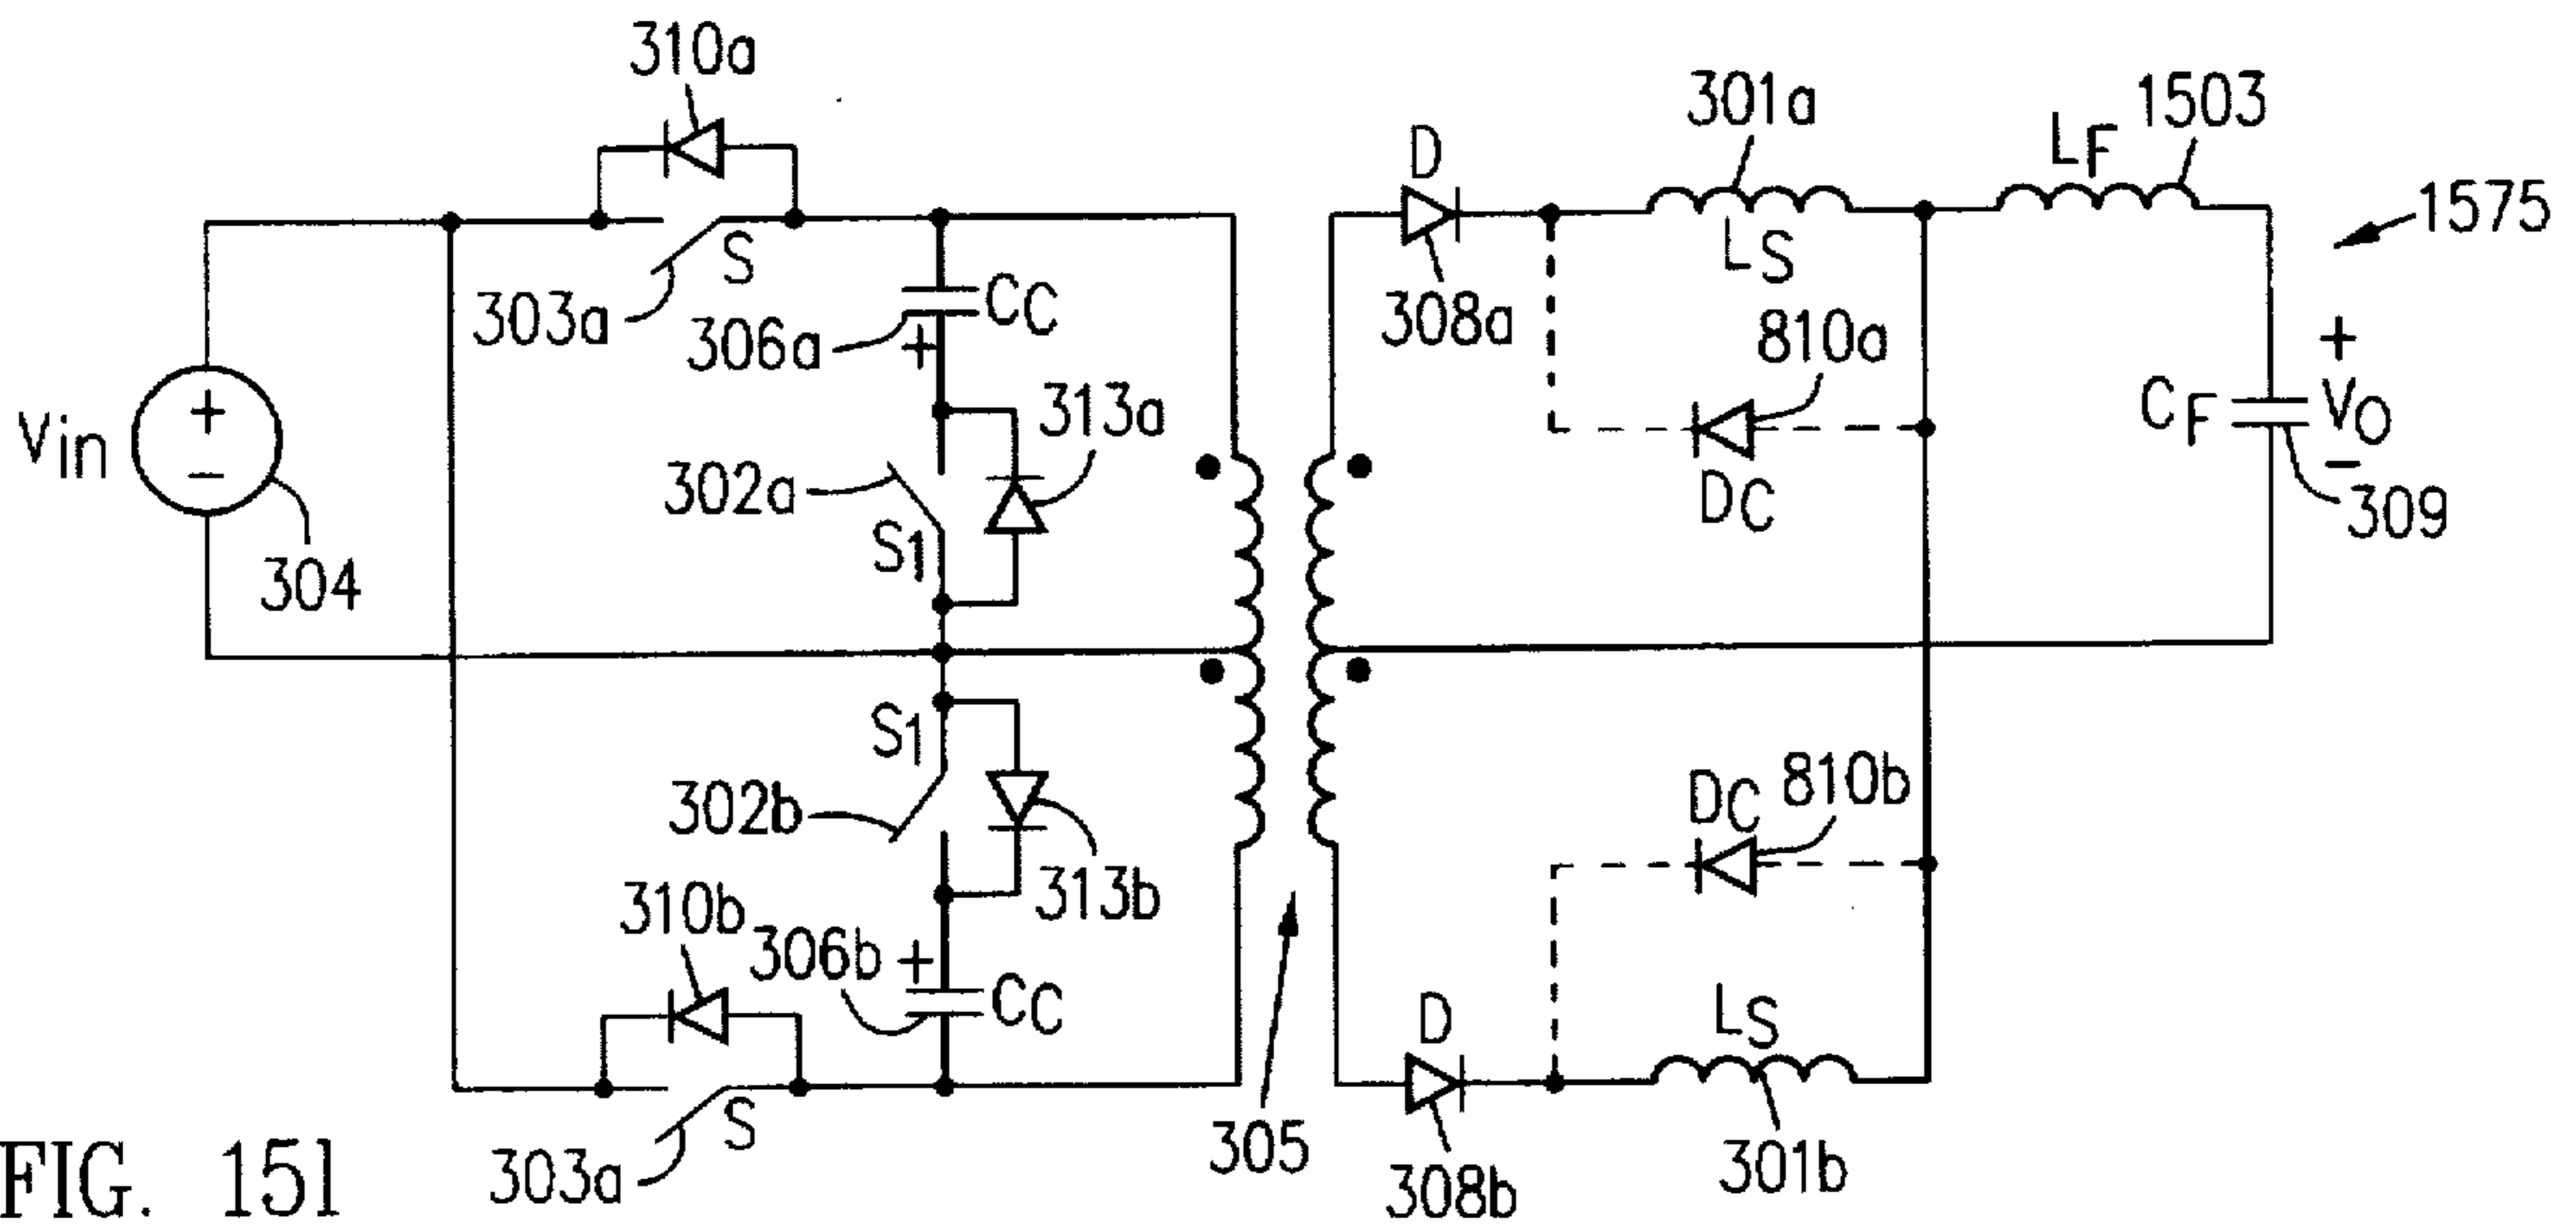 310a
301a
1503
D
LF
1575
S
LS
303a
CC
308a
306a
+
810a
+
+
Vin
−
313a
CF
VO
302a
DC
−
309
S1
304
S1
DC
810b
302b
313b
310b
306b
+
CC
D
LS
S
305
303a
308b
301b
FIG. 15l